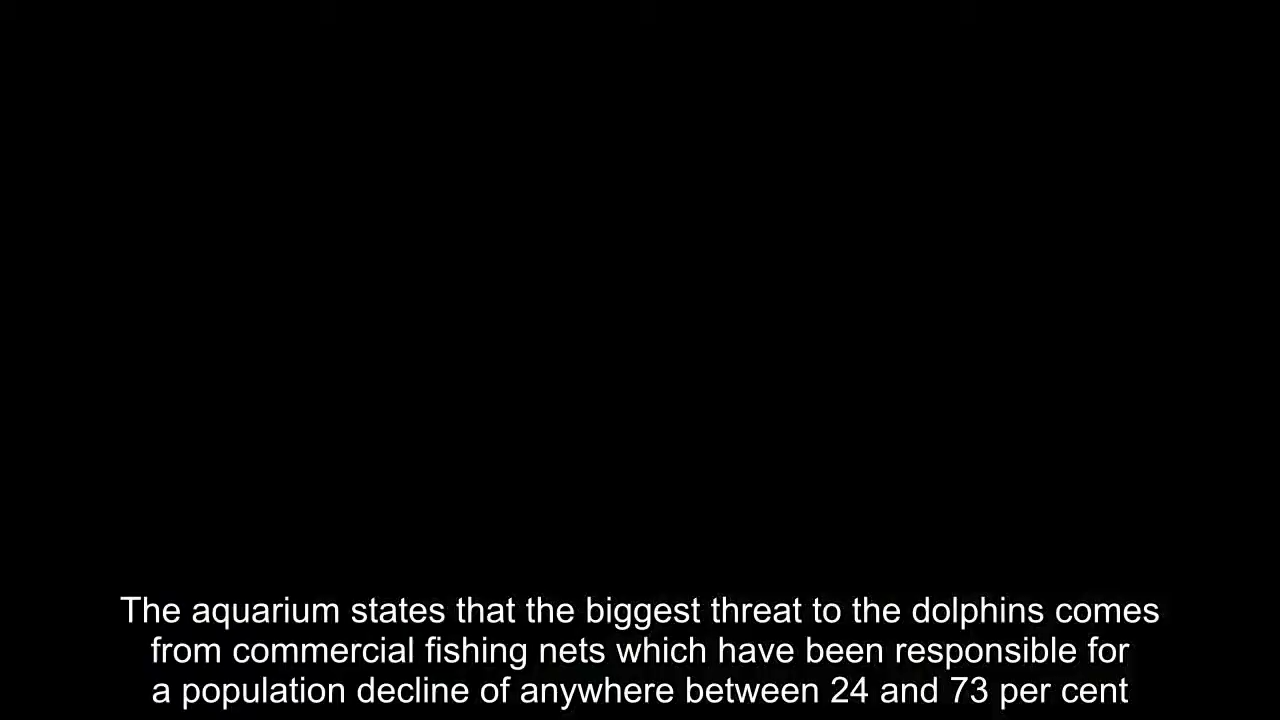 The aquarium states that the biggest threat to the dolphins comes
from commercial fishing nets which have been responsible for
a population decline of anywhere between 24 and 73 per cent